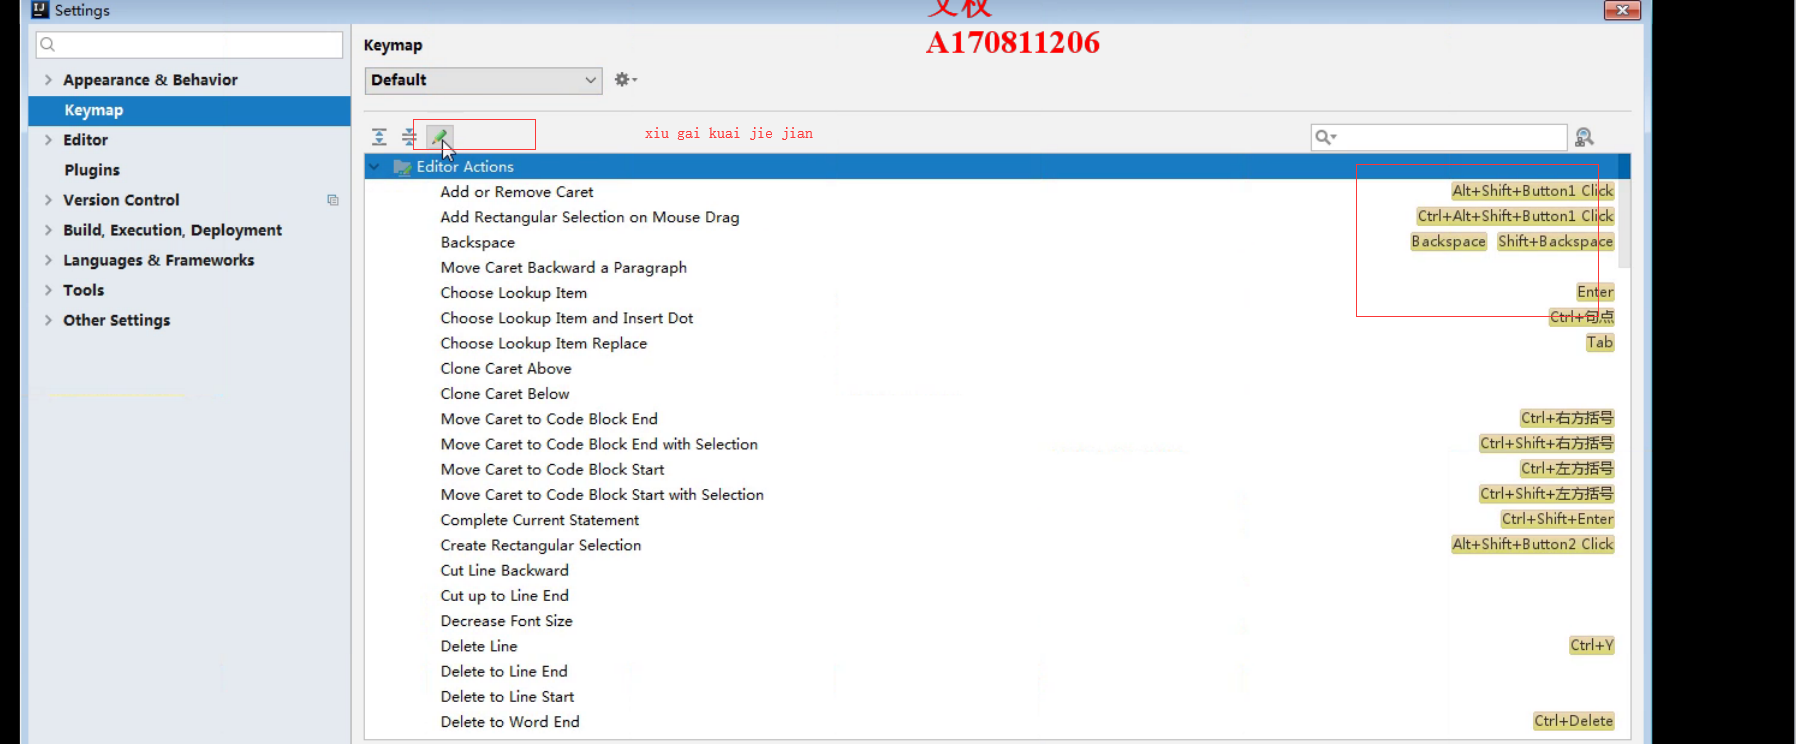 Settings
文权
A170811206
Keymap
Default
Appearance & Behavior
Keymap
Editor
Plugins
Version Control
Build, Execution, Deployment
Languages & Frameworks
Tools
Other Settings
xiu gai kuai jie jian
Editor Actions
Add or Remove Caret Alt+Shift+Button1 Click
Add Rectangular Selection on Mouse Drag Ctrl+Alt+Shift+Button1 Click
Backspace Backspace Shift+Backspace
Move Caret Backward a Paragraph
Choose Lookup Item Enter
Choose Lookup Item and Insert Dot Ctrl+句点
Choose Lookup Item Replace Tab
Clone Caret Above
Clone Caret Below
Move Caret to Code Block End Ctrl+右方括号
Move Caret to Code Block End with Selection Ctrl+Shift+右方括号
Move Caret to Code Block Start Ctrl+左方括号
Move Caret to Code Block Start with Selection Ctrl+Shift+左方括号
Complete Current Statement Ctrl+Shift+Enter
Create Rectangular Selection Alt+Shift+Button2 Click
Cut Line Backward
Cut up to Line End
Decrease Font Size
Delete Line Ctrl+Y
Delete to Line End
Delete to Line Start
Delete to Word End Ctrl+Delete